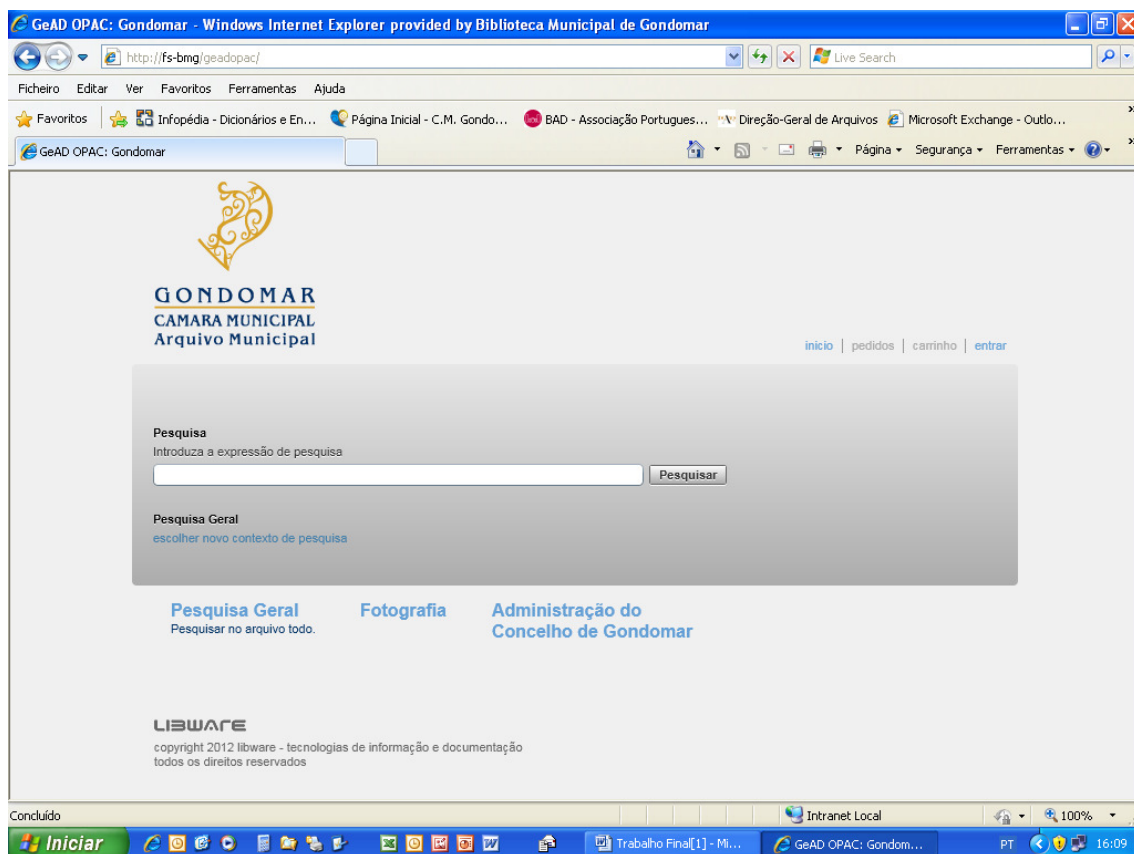 GeAD OPAC: Gondomar - Windows Internet Explorer provided by Biblioteca Municipal de Gondomar
http://fs-bmg/geadopac/
Live Search
Ficheiro Editar Ver Favoritos Ferramentas Ajuda
Favoritos Infopédia - Dicionários e En... Página Inicial - C.M. Gondo... BAD - Associação Portugues... Direção-Geral de Arquivos Microsoft Exchange - Outlo...
GeAD OPAC: Gondomar Página Segurança Ferramentas
GONDOMAR
CAMARA MUNICIPAL
Arquivo Municipal
inicio | pedidos | carrinho | entrar
Pesquisa
Introduza a expressão de pesquisa
Pesquisar
Pesquisa Geral
escolher novo contexto de pesquisa
Pesquisa Geral Fotografia Administração do
Pesquisar no arquivo todo. Concelho de Gondomar
LIBWARE
copyright 2012 libware - tecnologias de informação e documentação
todos os direitos reservados
Concluído Intranet Local 100%
Iniciar Trabalho Final[1] - Mi... GeAD OPAC: Gondom... PT 16:09